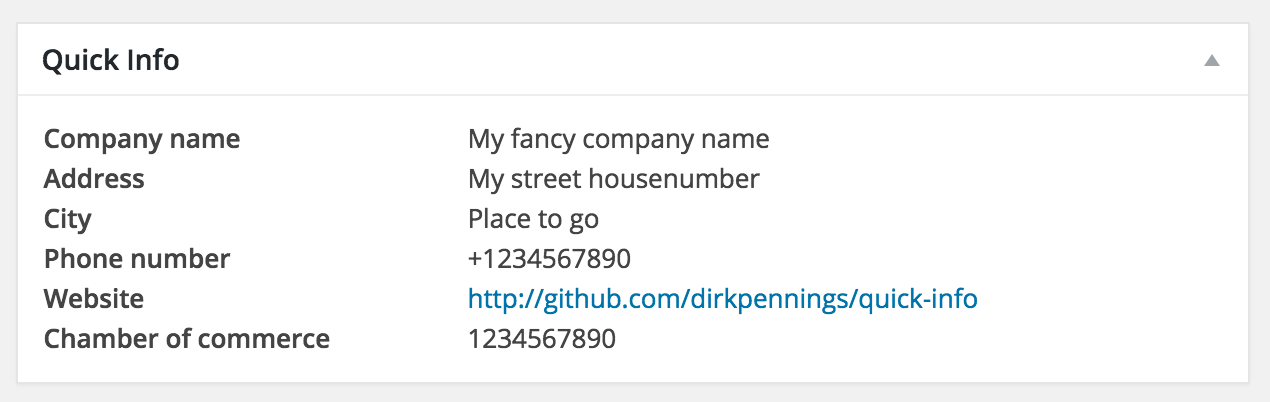 Quick Info
Company name My fancy company name
Address My street housenumber
City Place to go
Phone number +1234567890
Website http://github.com/dirkpennings/quick-info
Chamber of commerce 1234567890